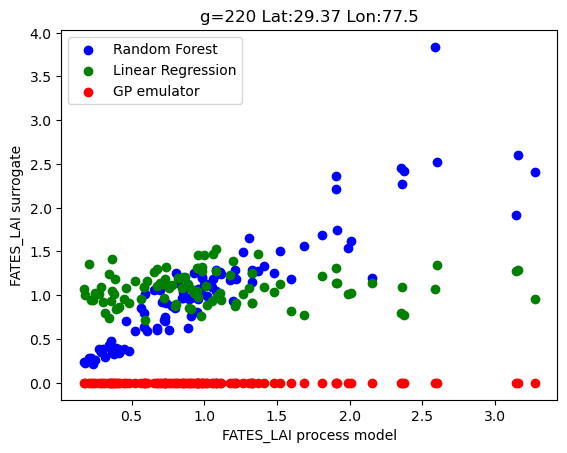 g=220 Lat:29.37 Lon:77.5
Random Forest
Linear Regression
GP emulator
FATES_LAI surrogate
4.0
3.5
3.0
2.5
2.0
1.5
1.0
0.5
0.0
0.5 1.0 1.5 2.0 2.5 3.0
FATES_LAI process model